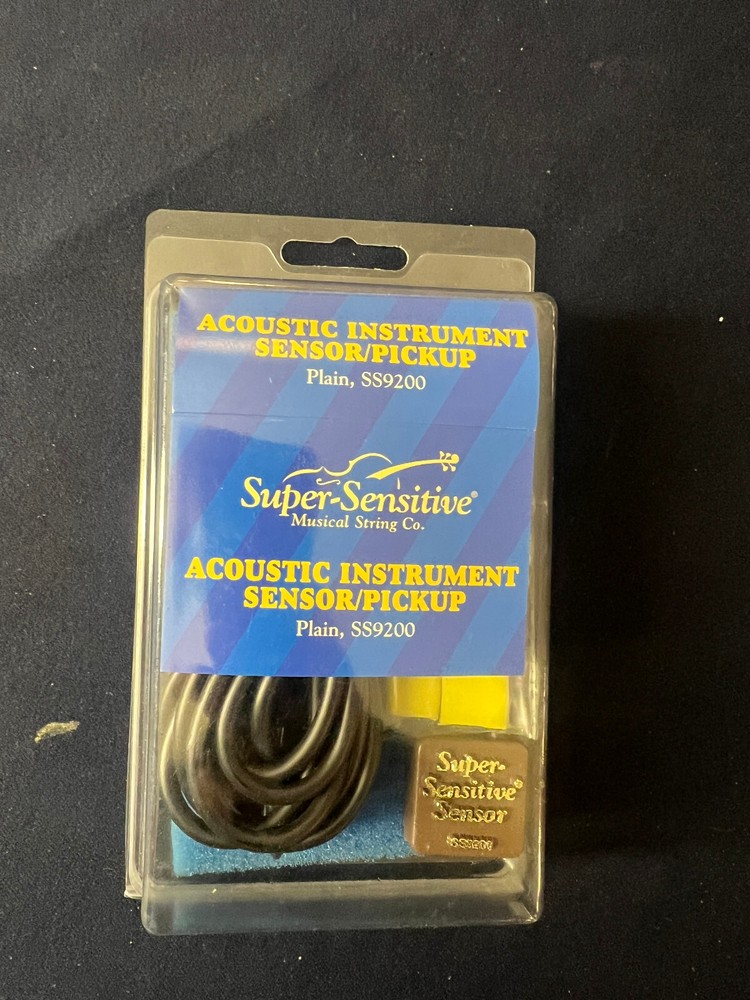 ACOUSTIC INSTRUMENT
SENSOR/PICKUP
Plain, SS9200
Super-Sensitive®
Musical String Co.
ACOUSTIC INSTRUMENT
SENSOR/PICKUP
Plain, SS9200
Super-
Sensitive®
Sensor